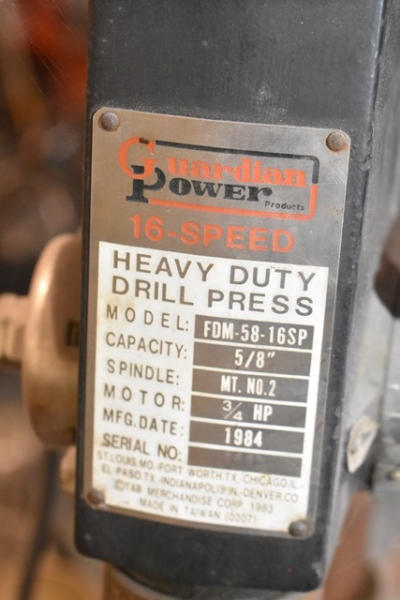 Guardian
Power
Products
16-SPEED
HEAVY DUTY
DRILL PRESS
MODEL: FDM-58-16SP
CAPACITY: 5/8"
SPINDLE: MT. NO.2
MOTOR: 3/4 HP
MFG.DATE: 1984
SERIAL NO:
ST.LOUIS.MO.-FORT WORTH.TX.-CHICAGO.IL.-
EL.PASO.TX.-INDIANAPOLIS.IN.-DENVER.CO
©TAB MERCHANDISE CORP. 1983
MADE IN TAIWAN (0207)